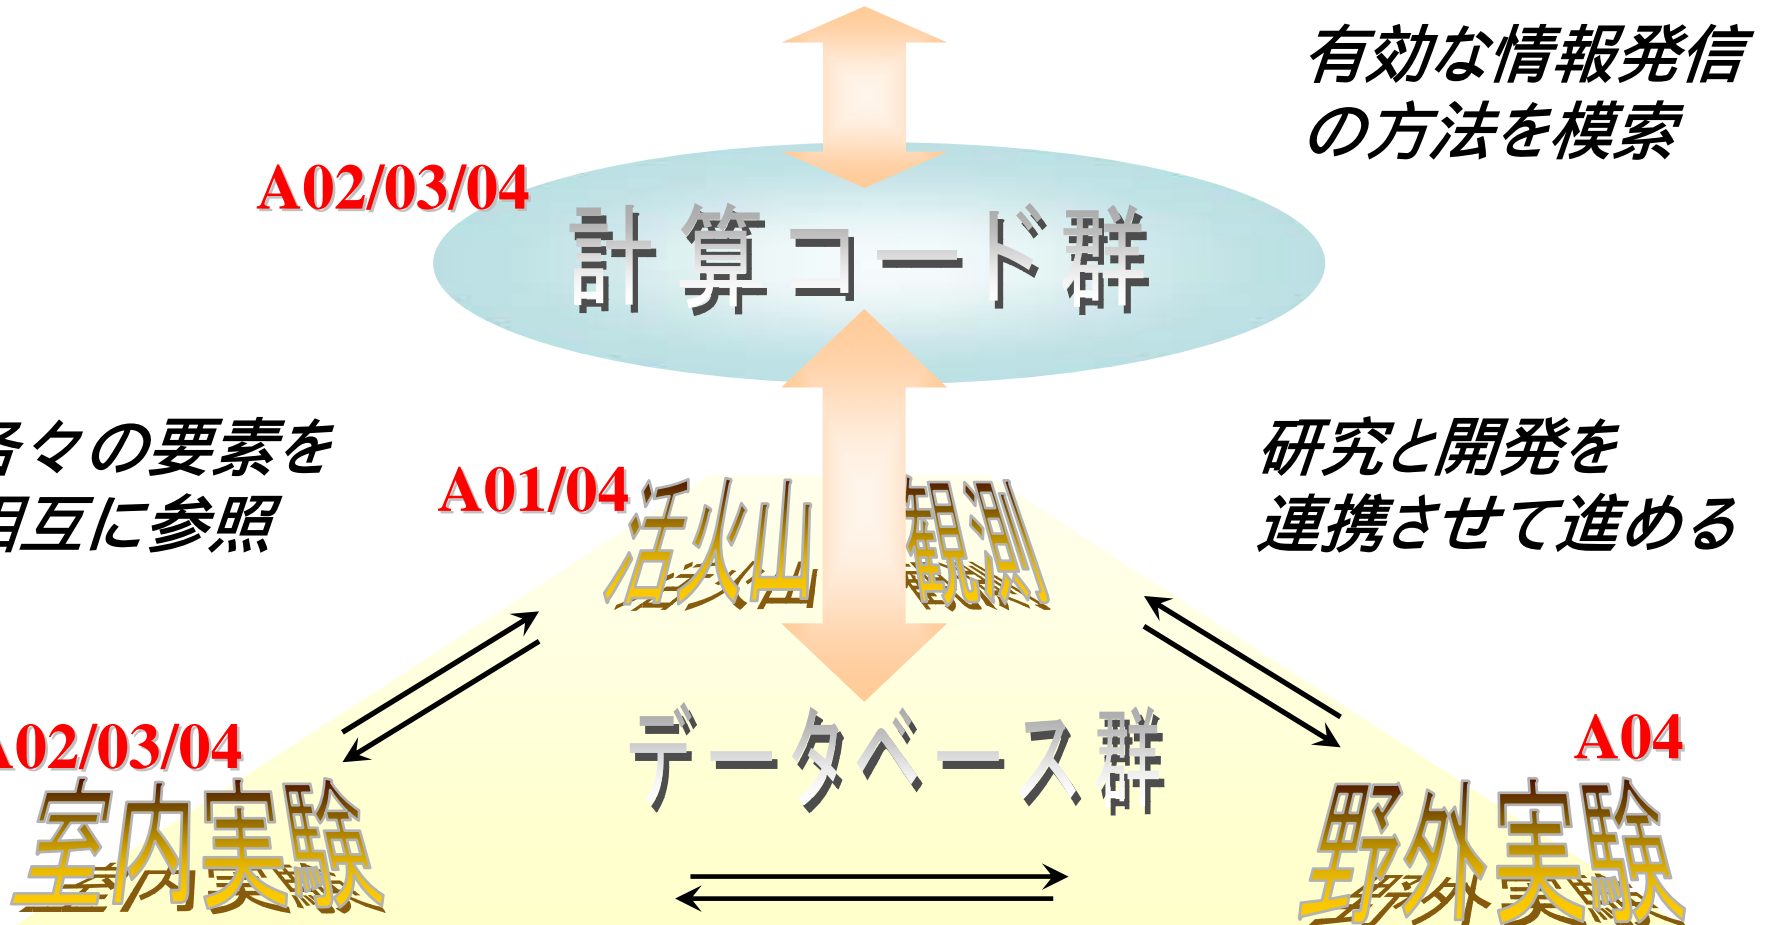 有効な情報発信
の方法を模索
A02/03/04
計算コード群
各々の要素を
相互に参照
研究と開発を
連携させて進める
A01/04
活火山観測
A02/03/04
データベース群
A04
室内実験
野外実験